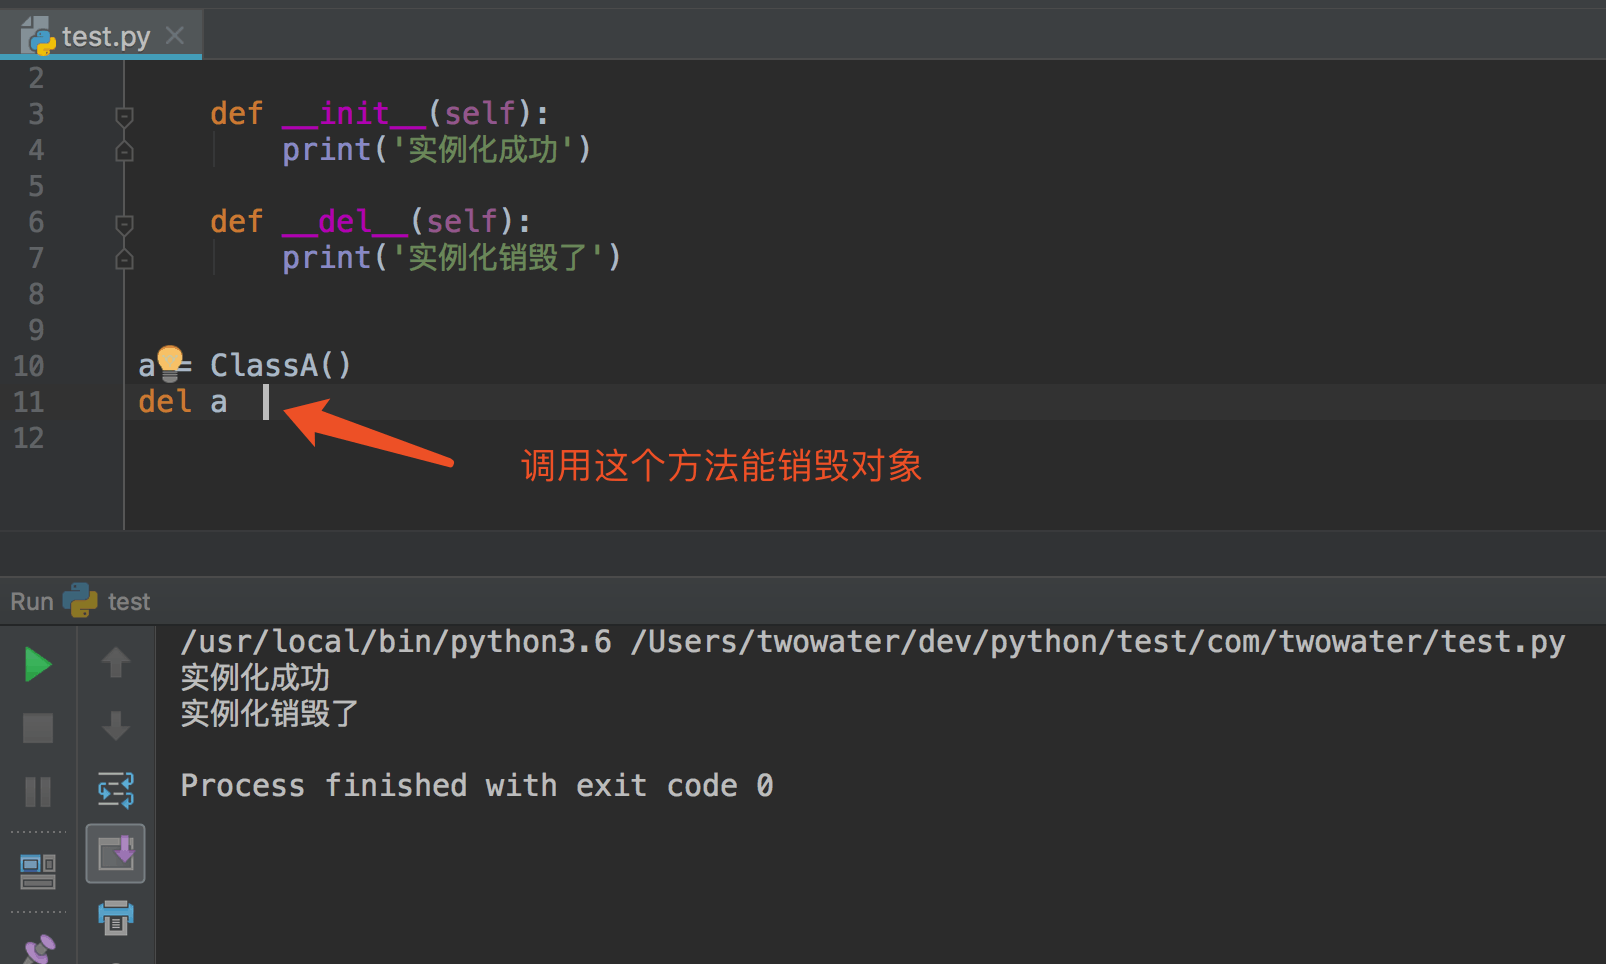 test.py
2
3 def __init__(self):
4 print('实例化成功')
5
6 def __del__(self):
7 print('实例化销毁了')
8
9
10 a = ClassA()
11 del a
12
调用这个方法能销毁对象
Run test
/usr/local/bin/python3.6 /Users/twowater/dev/python/test/com/twowater/test.py
实例化成功
实例化销毁了
Process finished with exit code 0